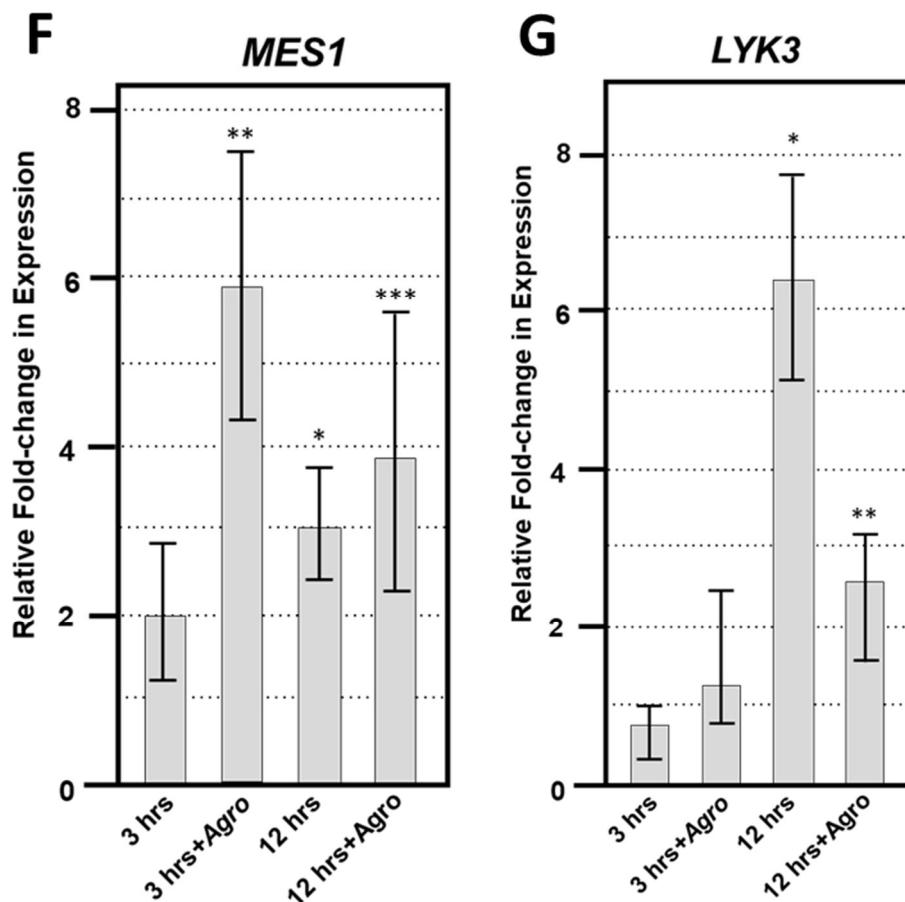 F
MES1
Relative Fold-change in Expression
8
6
4
2
0
**
*
***
3 hrs
3 hrs+Agro
12 hrs
12 hrs+Agro
G
LYK3
Relative Fold-change in Expression
8
6
4
2
0
*
**
3 hrs
3 hrs+Agro
12 hrs
12 hrs+Agro